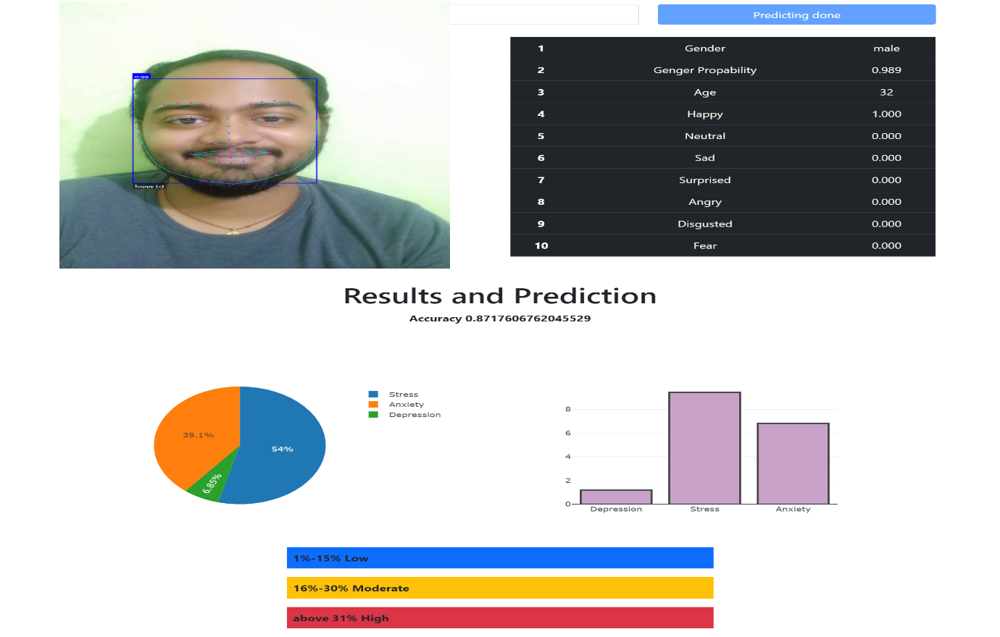 Predicting done
0.99
happy (1)
1 Gender male
2 Genger Propability 0.989
3 Age 32
4 Happy 1.000
5 Neutral 0.000
6 Sad 0.000
7 Surprised 0.000
8 Angry 0.000
9 Disgusted 0.000
10 Fear 0.000
Results and Prediction
Accuracy 0.8717606762045529
39.1%
54%
6.85%
Stress
Anxiety
Depression
8
6
4
2
0
Depression Stress Anxiety
1%-15% Low
16%-30% Moderate
above 31% High